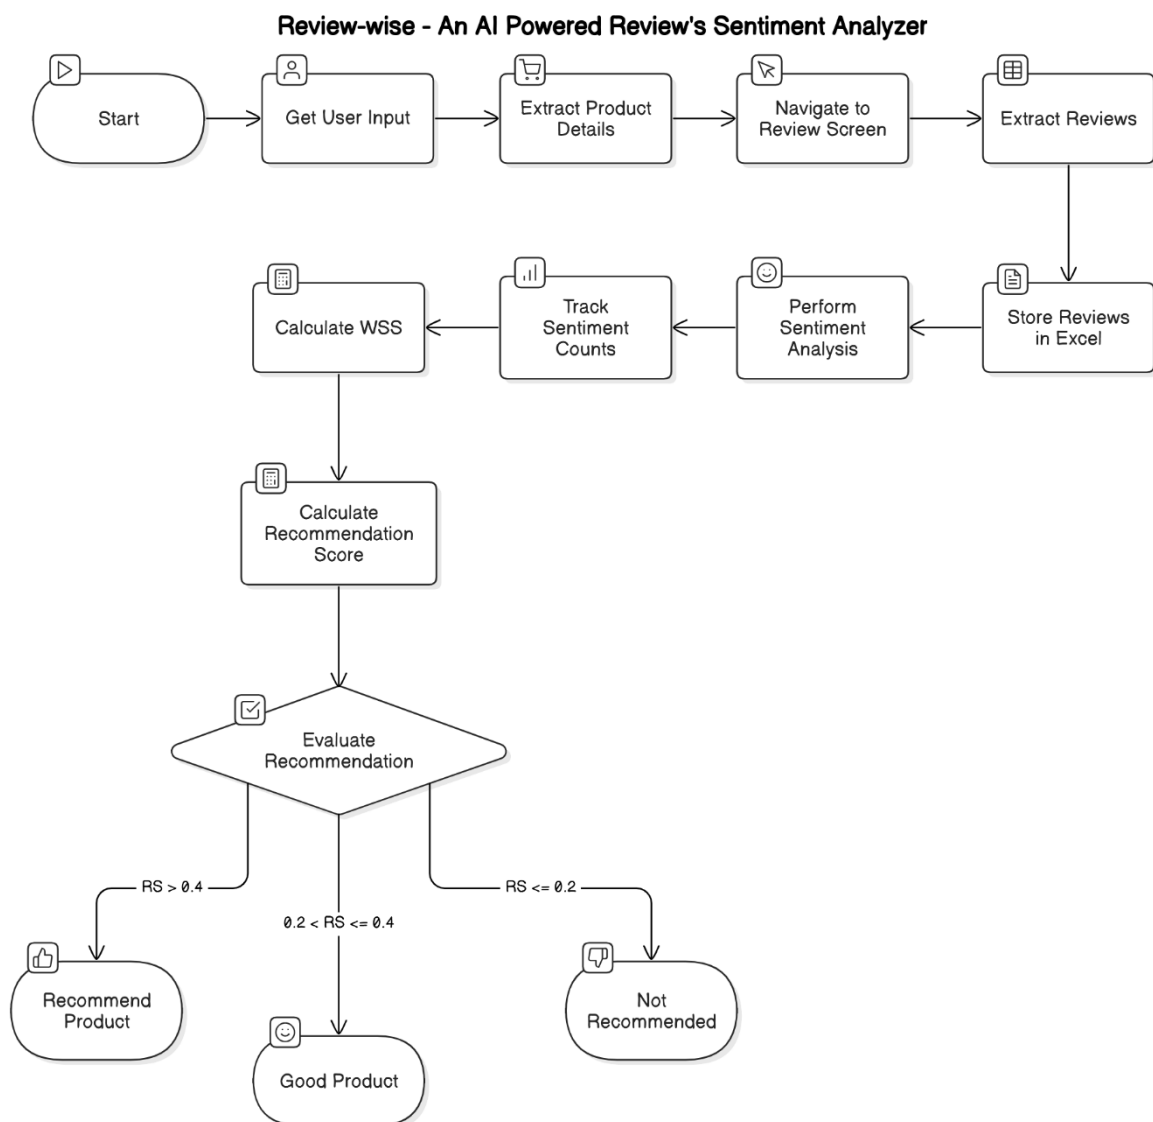 Review-wise - An AI Powered Review's Sentiment Analyzer
Start
Get User Input
Extract Product
Details
Navigate to
Review Screen
Extract Reviews
Calculate WSS
Track
Sentiment
Counts
Perform
Sentiment
Analysis
Store Reviews
in Excel
Calculate
Recommendation
Score
Evaluate
Recommendation
RS > 0.4
0.2 < RS <= 0.4
RS <= 0.2
Recommend
Product
Good Product
Not
Recommended